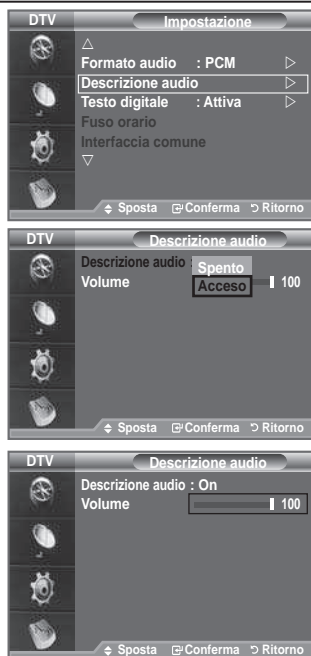 DTV Impostazione
△
Formato audio : PCM ▷
Descrizione audio ▷
Testo digitale : Attiva ▷
Fuso orario
Interfaccia comune
▽
Sposta Conferma Ritorno
DTV Descrizione audio
Descrizione audio : Spento
Acceso
Volume 100
Sposta Conferma Ritorno
DTV Descrizione audio
Descrizione audio : On
Volume 100
Sposta Conferma Ritorno